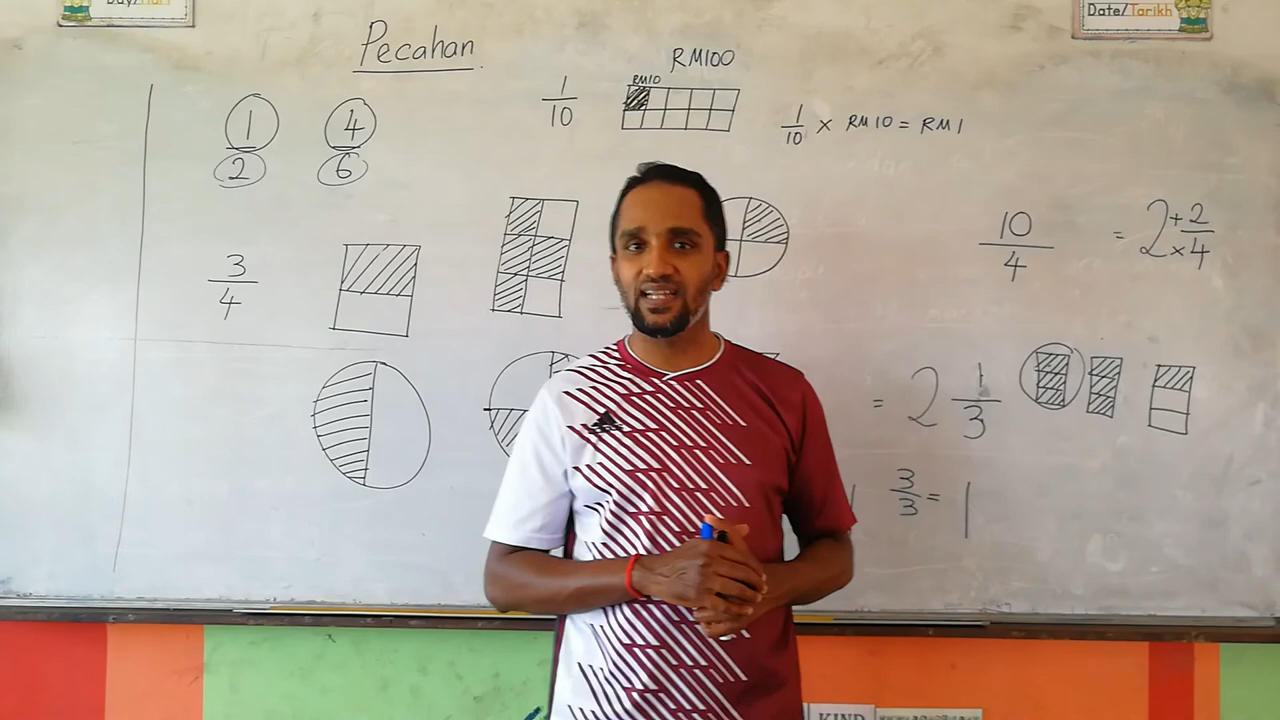 Day/Hari
Date/Tarikh
Pecahan
1/2
4/6
1/10
RM100
RM10
1/10 × RM10 = RM1
3/4
10/4
= 2 +2/×4
= 2 1/3
3/3 = 1
KIND